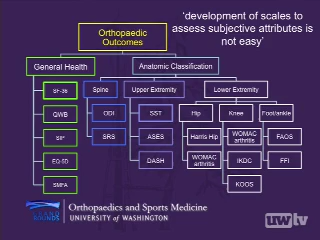 'development of scales to
assess subjective attributes is
not easy'
Orthopaedic
Outcomes
General Health
Anatomic Classification
SF-36
QWB
SIP
EQ-5D
SMFA
Spine
ODI
SRS
Upper Extremity
SST
ASES
DASH
Lower Extremity
Hip
Harris Hip
WOMAC
arthritis
Knee
WOMAC
arthritis
IKDC
KOOS
Foot/ankle
FAOS
FFI
Orthopaedics and Sports Medicine
UNIVERSITY of WASHINGTON
uwtv